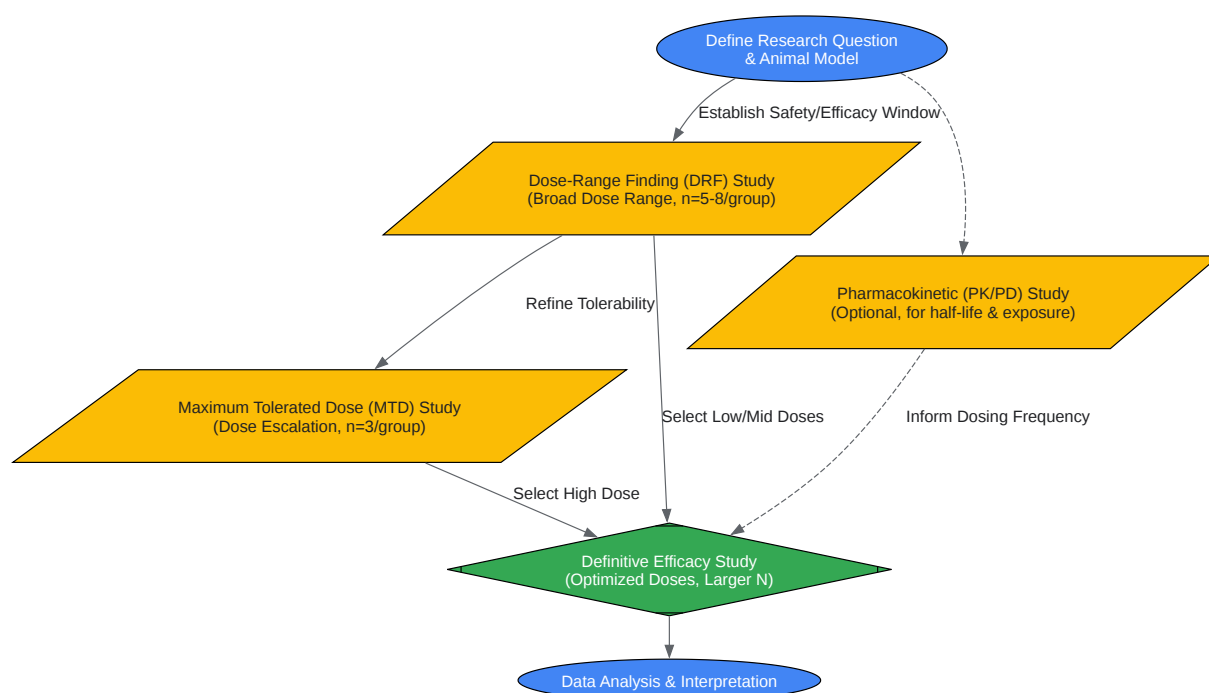 Define Research Question
& Animal Model
Establish Safety/Efficacy Window
Dose-Range Finding (DRF) Study
(Broad Dose Range, n=5-8/group)
Pharmacokinetic (PK/PD) Study
(Optional, for half-life & exposure)
Refine Tolerability
Maximum Tolerated Dose (MTD) Study
(Dose Escalation, n=3/group)
Select Low/Mid Doses
Inform Dosing Frequency
Select High Dose
Definitive Efficacy Study
(Optimized Doses, Larger N)
Data Analysis & Interpretation